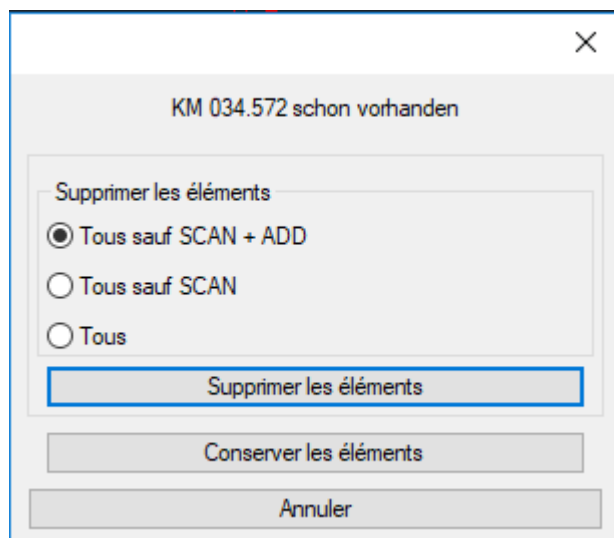 KM 034.572 schon vorhanden
Supprimer les éléments
Tous sauf SCAN + ADD
Tous sauf SCAN
Tous
Supprimer les éléments
Conserver les éléments
Annuler